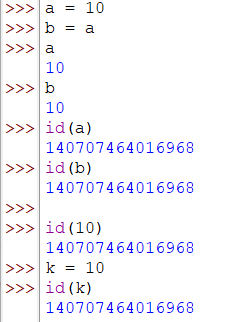 >>> a = 10
>>> b = a
>>> a
10
>>> b
10
>>> id(a)
140707464016968
>>> id(b)
140707464016968
>>>
>>> id(10)
140707464016968
>>> k = 10
>>> id(k)
140707464016968